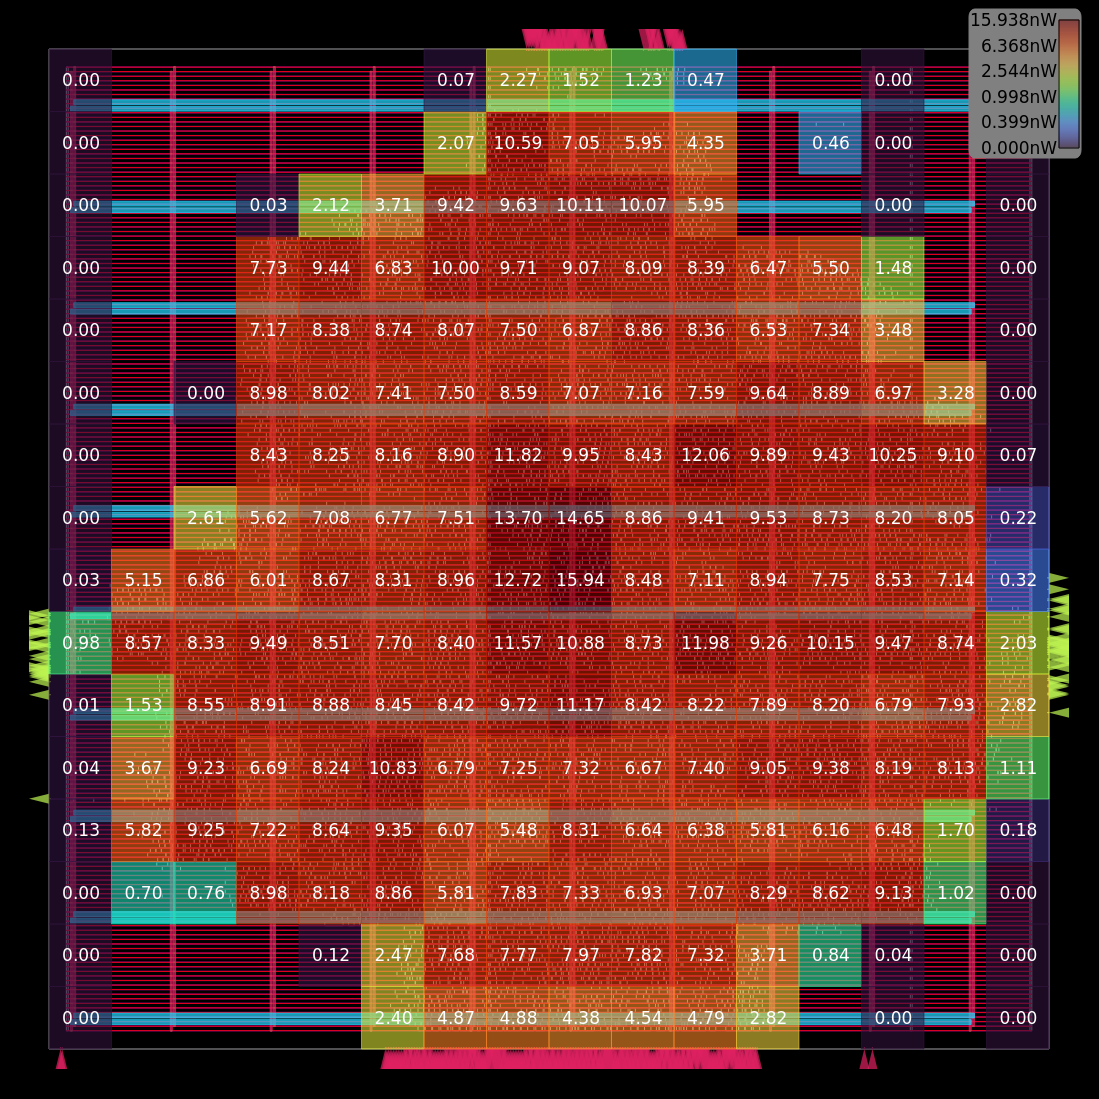 15.938nW
6.368nW
2.544nW
0.998nW
0.399nW
0.000nW
0.00 0.07 2.27 1.52 1.23 0.47 0.00
0.00 2.07 10.59 7.05 5.95 4.35 0.46 0.00
0.00 0.03 2.12 3.71 9.42 9.63 10.11 10.07 5.95 0.00 0.00
0.00 7.73 9.44 6.83 10.00 9.71 9.07 8.09 8.39 6.47 5.50 1.48 0.00
0.00 7.17 8.38 8.74 8.07 7.50 6.87 8.86 8.36 6.53 7.34 3.48 0.00
0.00 0.00 8.98 8.02 7.41 7.50 8.59 7.07 7.16 7.59 9.64 8.89 6.97 3.28 0.00
0.00 8.43 8.25 8.16 8.90 11.82 9.95 8.43 12.06 9.89 9.43 10.25 9.10 0.07
0.00 2.61 5.62 7.08 6.77 7.51 13.70 14.65 8.86 9.41 9.53 8.73 8.20 8.05 0.22
0.03 5.15 6.86 6.01 8.67 8.31 8.96 12.72 15.94 8.48 7.11 8.94 7.75 8.53 7.14 0.32
0.98 8.57 8.33 9.49 8.51 7.70 8.40 11.57 10.88 8.73 11.98 9.26 10.15 9.47 8.74 2.03
0.01 1.53 8.55 8.91 8.88 8.45 8.42 9.72 11.17 8.42 8.22 7.89 8.20 6.79 7.93 2.82
0.04 3.67 9.23 6.69 8.24 10.83 6.79 7.25 7.32 6.67 7.40 9.05 9.38 8.19 8.13 1.11
0.13 5.82 9.25 7.22 8.64 9.35 6.07 5.48 8.31 6.64 6.38 5.81 6.16 6.48 1.70 0.18
0.00 0.70 0.76 8.98 8.18 8.86 5.81 7.83 7.33 6.93 7.07 8.29 8.62 9.13 1.02 0.00
0.00 0.12 2.47 7.68 7.77 7.97 7.82 7.32 3.71 0.84 0.04 0.00
0.00 2.40 4.87 4.88 4.38 4.54 4.79 2.82 0.00 0.00